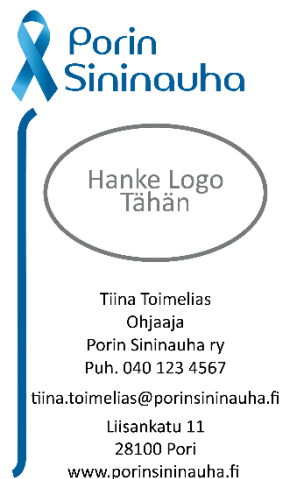 Porin
Sininauha
Hanke Logo
Tähän
Tiina Toimelias
Ohjaaja
Porin Sininauha ry
Puh. 040 123 4567
tiina.toimelias@porinsininauha.fi
Liisankatu 11
28100 Pori
www.porinsininauha.fi